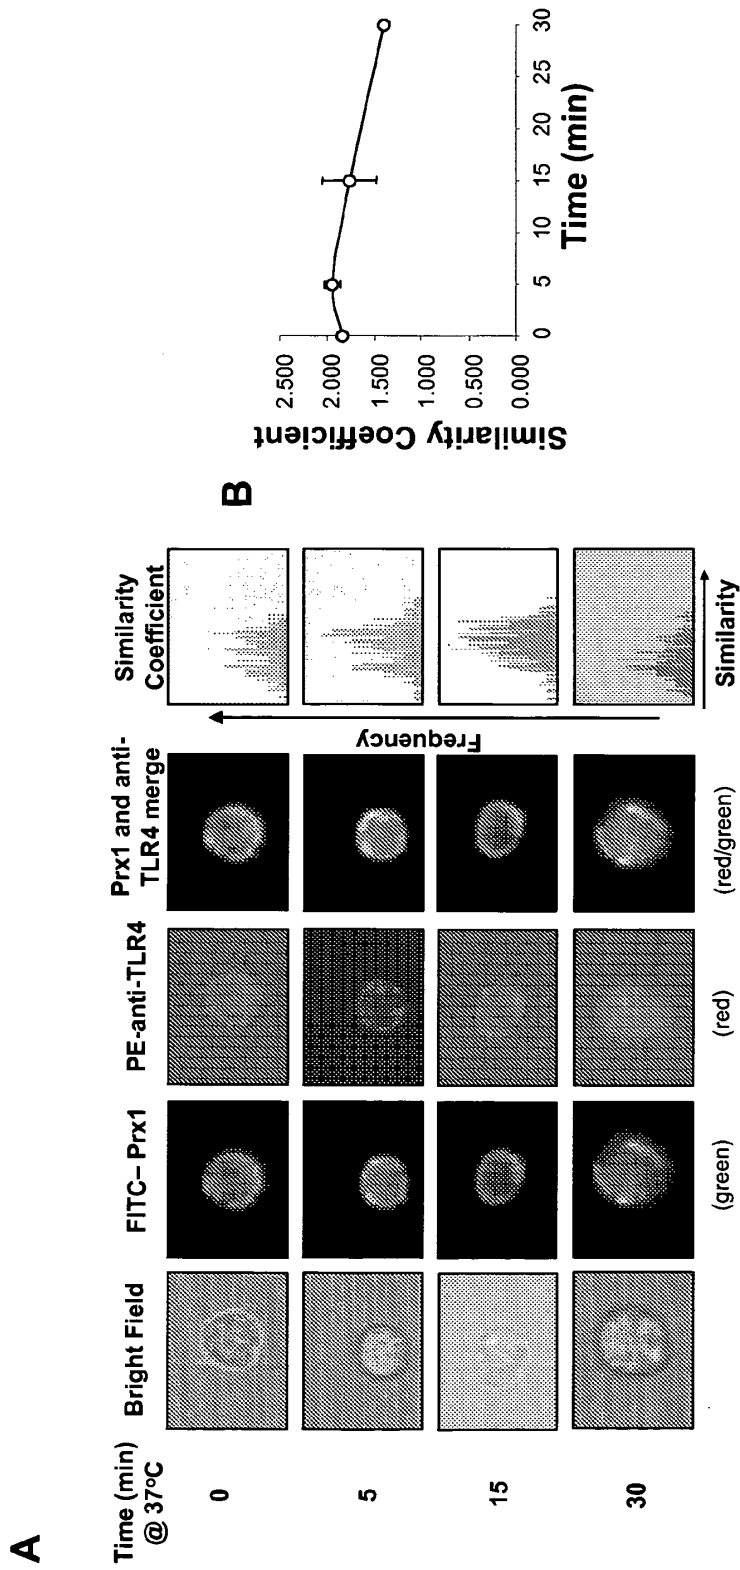 A
Time (min)
@ 37ºC
Bright Field
FITC– Prx1
PE-anti-TLR4
Prx1 and anti-
TLR4 merge
Similarity
Coefficient
0
5
15
30
Frequency
(green)
(red)
(red/green)
Similarity
B
Similarity Coefficient
2.500
2.000
1.500
1.000
0.500
0.000
0
5
10
15
20
25
30
Time (min)